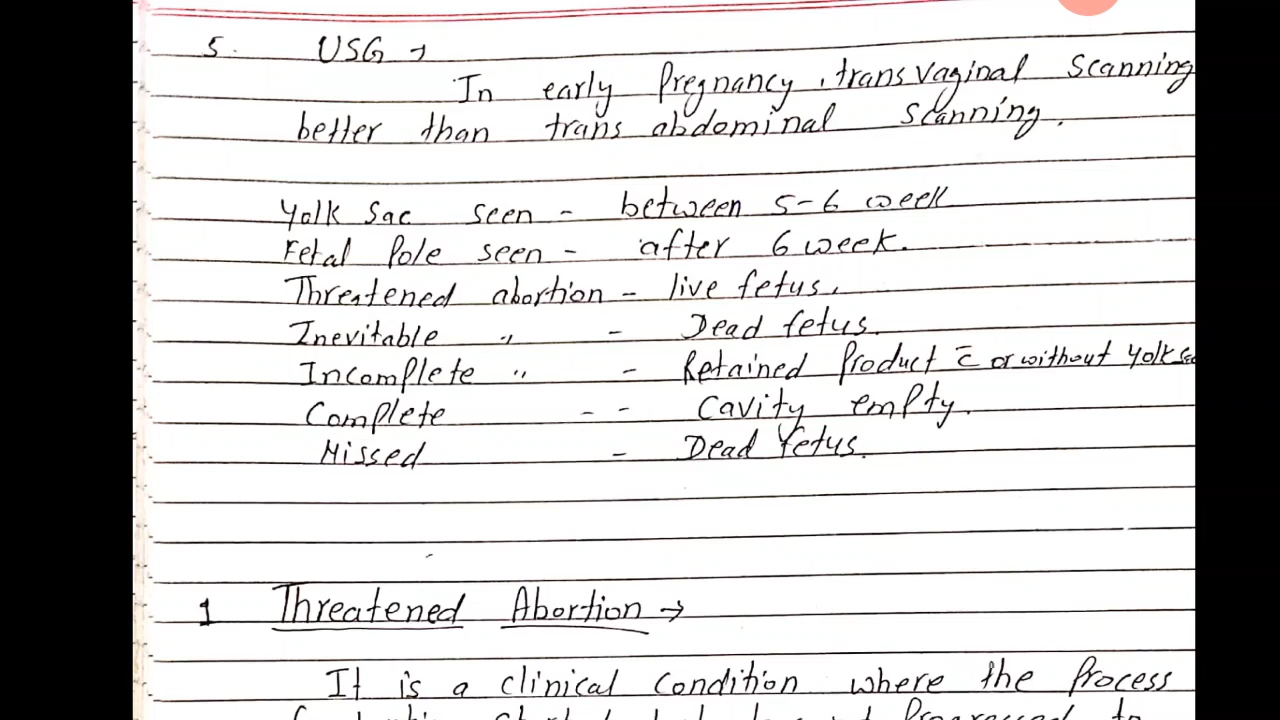 5. USG →
In early Pregnancy, transvaginal Scanning
better than trans abdominal Scanning.
Yolk Sac seen - between 5-6 week
Fetal Pole seen - after 6 week.
Threatened abortion - live fetus.
Inevitable " - Dead fetus.
Incomplete " - Retained Product c̄ or without Yolk Sac
Complete - - Cavity empty.
Missed - Dead fetus.
1 Threatened Abortion →
It is a clinical Condition where the Process